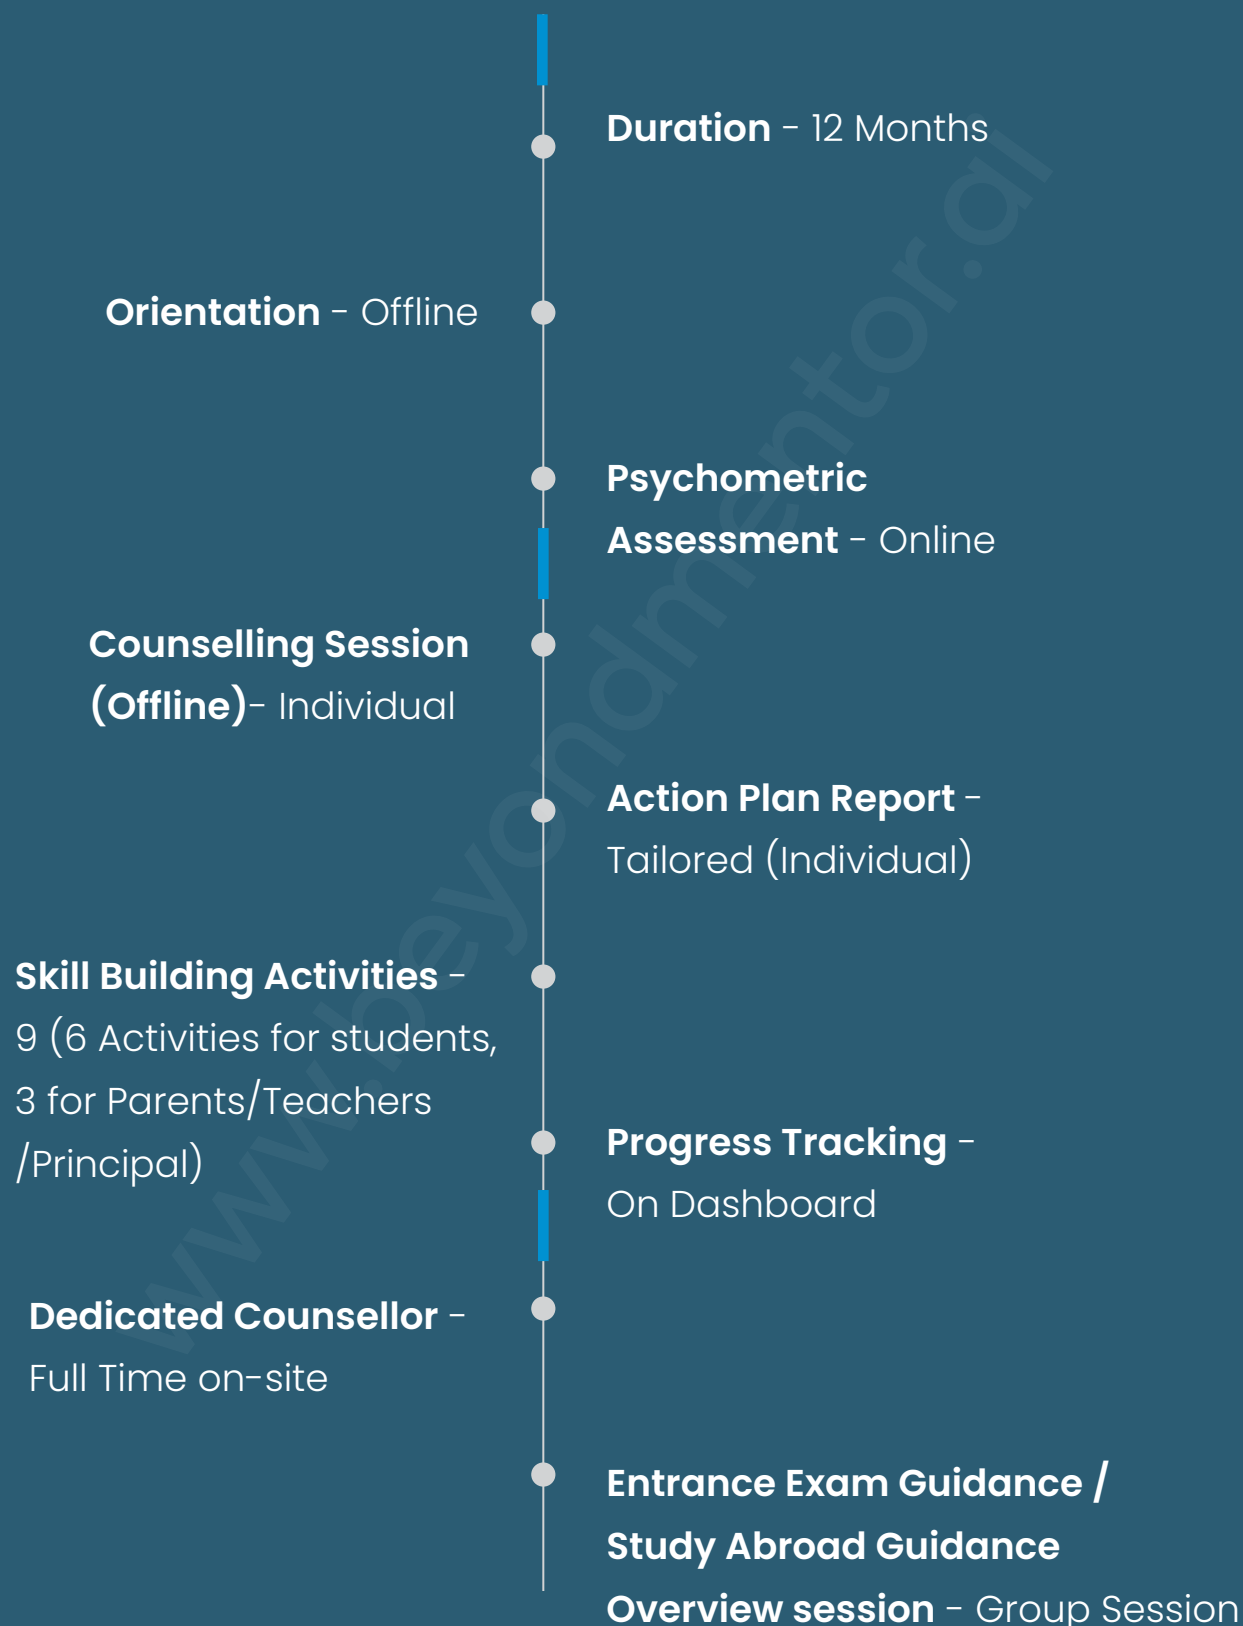 Duration - 12 Months
Orientation - Offline
Psychometric
Assessment - Online
Counselling Session
(Offline)- Individual
Action Plan Report -
Tailored (Individual)
Skill Building Activities -
9 (6 Activities for students,
3 for Parents/Teachers
/Principal)
Progress Tracking -
On Dashboard
Dedicated Counsellor -
Full Time on-site
Entrance Exam Guidance /
Study Abroad Guidance
Overview session - Group Session
www.beyondmentor.ai